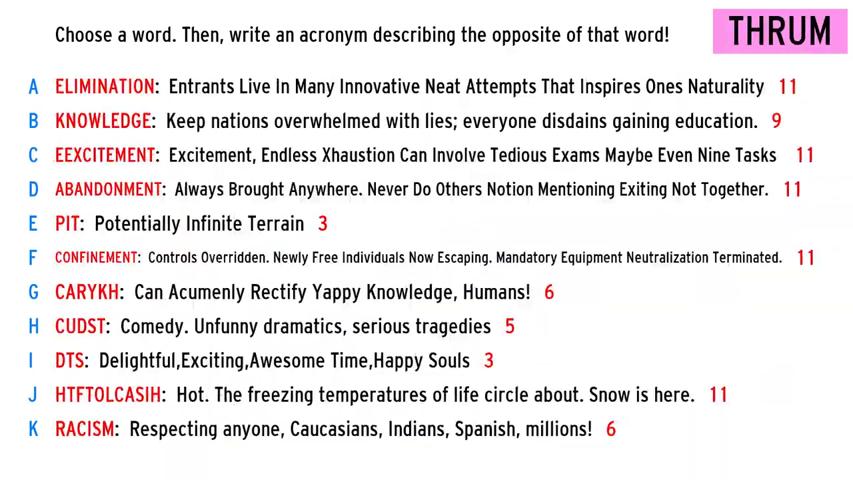 Choose a word. Then, write an acronym describing the opposite of that word!
THRUM
A ELIMINATION: Entrants Live In Many Innovative Neat Attempts That Inspires Ones Naturality 11
B KNOWLEDGE: Keep nations overwhelmed with lies; everyone disdains gaining education. 9
C EEXCITEMENT: Excitement, Endless Xhaustion Can Involve Tedious Exams Maybe Even Nine Tasks 11
D ABANDONMENT: Always Brought Anywhere. Never Do Others Notion Mentioning Exiting Not Together. 11
E PIT: Potentially Infinite Terrain 3
F CONFINEMENT: Controls Overridden. Newly Free Individuals Now Escaping. Mandatory Equipment Neutralization Terminated. 11
G CARYKH: Can Acumenly Rectify Yappy Knowledge, Humans! 6
H CUDST: Comedy. Unfunny dramatics, serious tragedies 5
I DTS: Delightful,Exciting,Awesome Time,Happy Souls 3
J HTFTOLCASIH: Hot. The freezing temperatures of life circle about. Snow is here. 11
K RACISM: Respecting anyone, Caucasians, Indians, Spanish, millions! 6